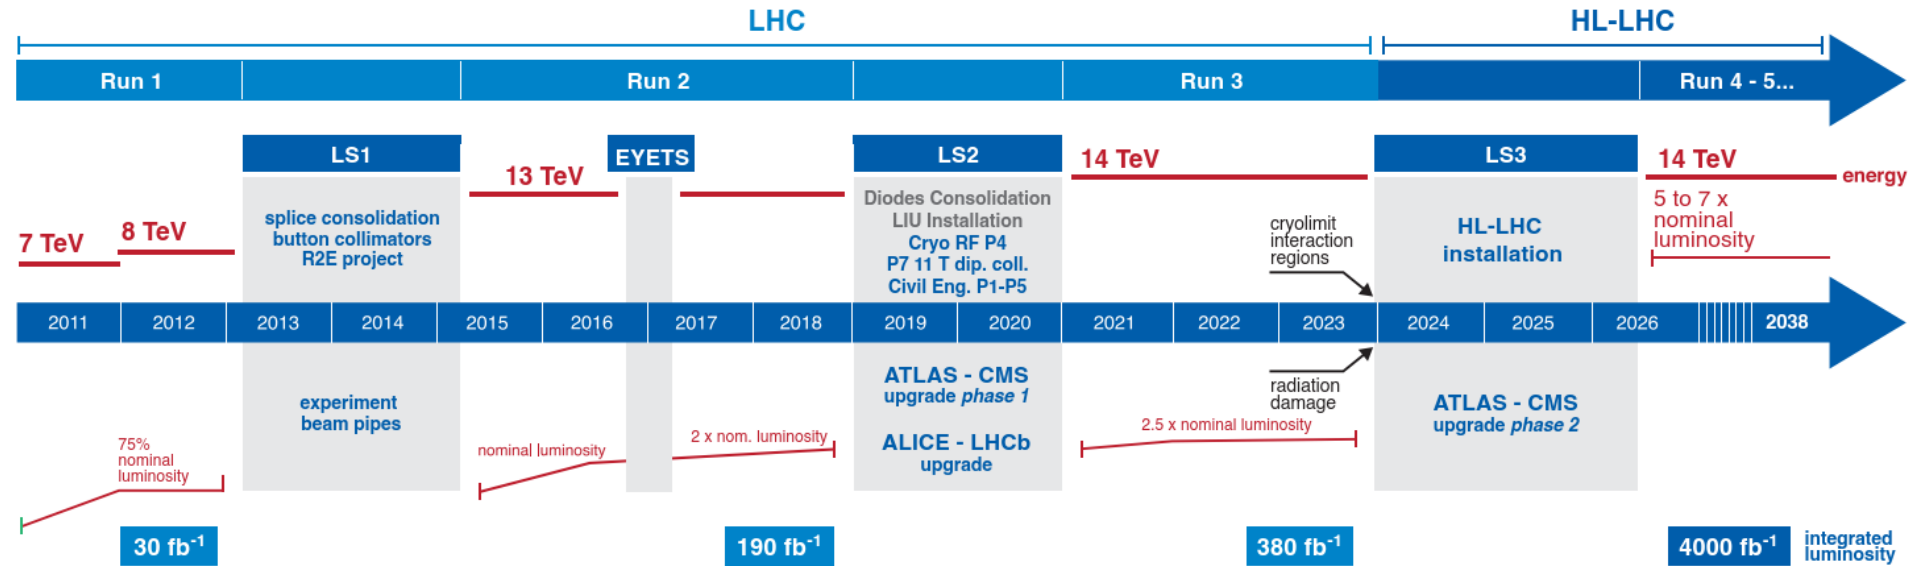 LHC
HL-LHC
Run 1
Run 2
Run 3
Run 4 - 5...
LS1
EYETS
LS2
LS3
7 TeV
8 TeV
13 TeV
14 TeV
14 TeV
energy
splice consolidation
button collimators
R2E project
Diodes Consolidation
LIU Installation
Cryo RF P4
P7 11 T dip. coll.
Civil Eng. P1-P5
cryolimit
interaction
regions
HL-LHC
installation
5 to 7 x
nominal
luminosity
2011
2012
2013
2014
2015
2016
2017
2018
2019
2020
2021
2022
2023
2024
2025
2026
2038
experiment
beam pipes
ATLAS - CMS
upgrade phase 1
ALICE - LHCb
upgrade
radiation
damage
ATLAS - CMS
upgrade phase 2
75%
nominal
luminosity
nominal luminosity
2 x nom. luminosity
2.5 x nominal luminosity
30 fb⁻¹
190 fb⁻¹
380 fb⁻¹
4000 fb⁻¹
integrated
luminosity